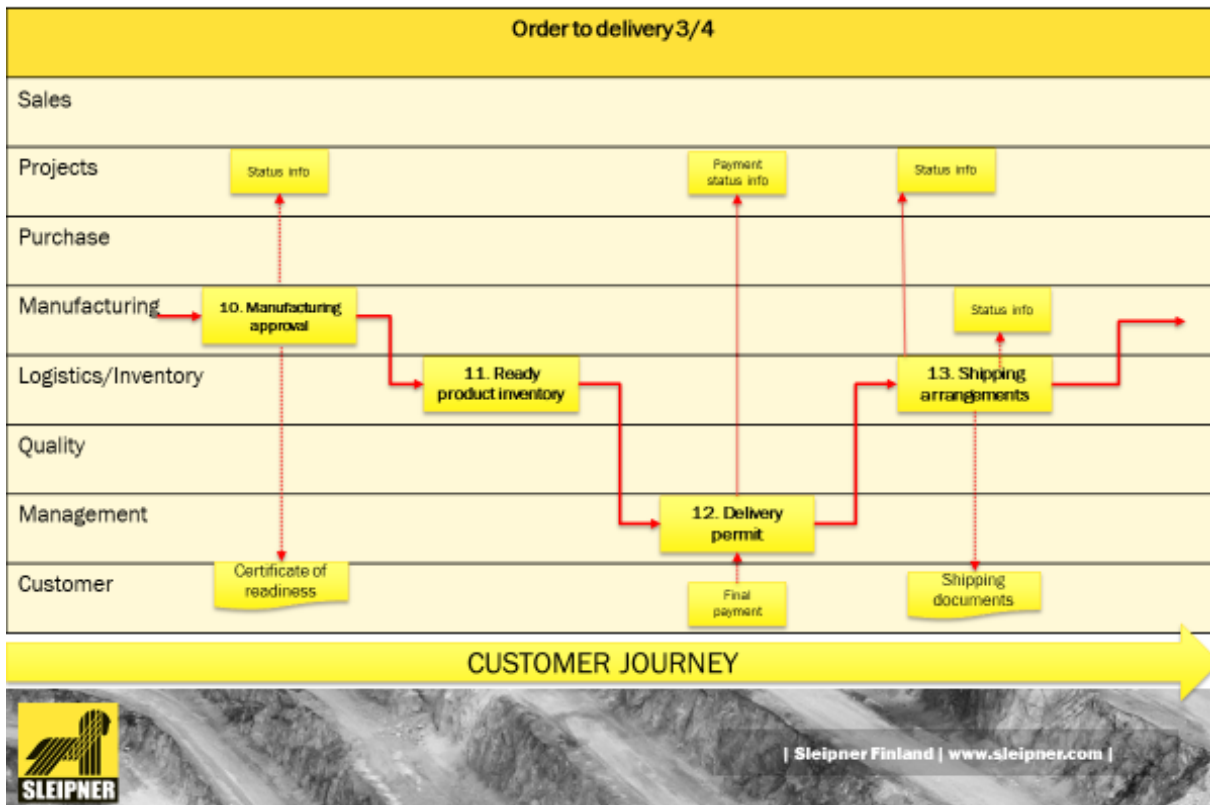 Order to delivery 3/4
Sales
Projects
Status info
Payment
status info
Status info
Purchase
Manufacturing
10. Manufacturing
approval
Status info
Logistics/Inventory
11. Ready
product inventory
13. Shipping
arrangements
Quality
Management
12. Delivery
permit
Customer
Certificate of
readiness
Final
payment
Shipping
documents
CUSTOMER JOURNEY
| Sleipner Finland | www.sleipner.com |
SLEIPNER